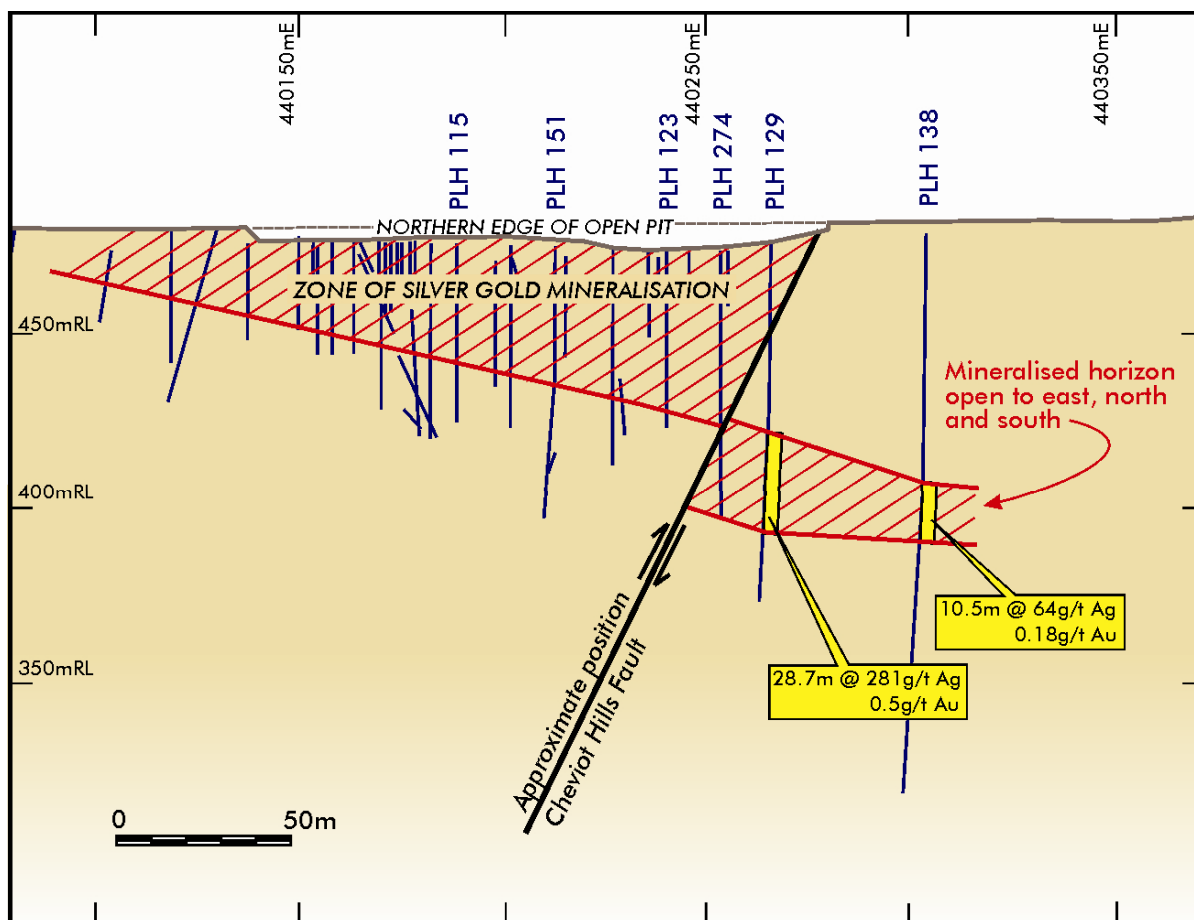 440150mE
440250mE
440350mE
PLH 115
PLH 151
PLH 123
PLH 274
PLH 129
PLH 138
NORTHERN EDGE OF OPEN PIT
ZONE OF SILVER GOLD MINERALISATION
450mRL
400mRL
350mRL
Mineralised horizon
open to east, north
and south
10.5m @ 64g/t Ag
0.18g/t Au
28.7m @ 281g/t Ag
0.5g/t Au
Approximate position
Cheviot Hills Fault
0 50m